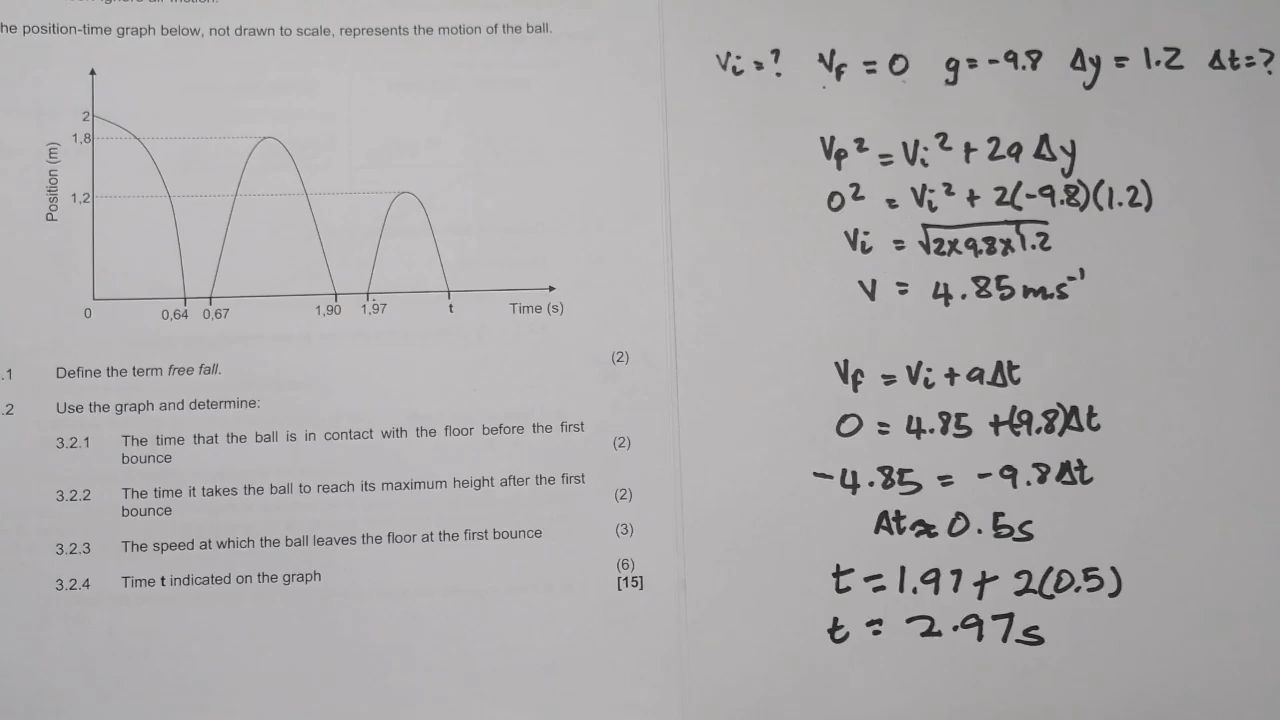 he position-time graph below, not drawn to scale, represents the motion of the ball.
Position (m)
2
1,8
1,2
0
0,64
0,67
1,90
1,97
t
Time (s)
.1 Define the term free fall. (2)
.2 Use the graph and determine:
3.2.1 The time that the ball is in contact with the floor before the first
bounce (2)
3.2.2 The time it takes the ball to reach its maximum height after the first
bounce (2)
3.2.3 The speed at which the ball leaves the floor at the first bounce (3)
3.2.4 Time t indicated on the graph (6)
[15]
Vi=? Vf = 0 g=-9.8 Δy = 1.2 Δt=?
Vf² = Vi² + 2a Δy
0² = Vi² + 2(-9.8)(1.2)
Vi = √2×9.8×1.2
V = 4.85 m.s⁻¹
Vf = Vi + aΔt
0 = 4.85 +(-9.8)Δt
-4.85 = -9.8Δt
Δt ≈ 0.5s
t = 1.97 + 2(0.5)
t = 2.97s